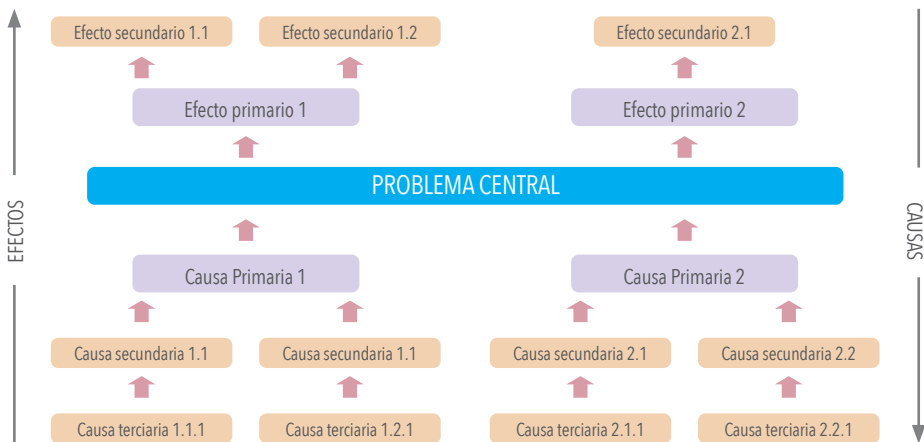 Efecto secundario 1.1
Efecto secundario 1.2
Efecto secundario 2.1
Efecto primario 1
Efecto primario 2
PROBLEMA CENTRAL
EFECTOS
CAUSAS
Causa Primaria 1
Causa Primaria 2
Causa secundaria 1.1
Causa secundaria 1.1
Causa secundaria 2.1
Causa secundaria 2.2
Causa terciaria 1.1.1
Causa terciaria 1.2.1
Causa terciaria 2.1.1
Causa terciaria 2.2.1